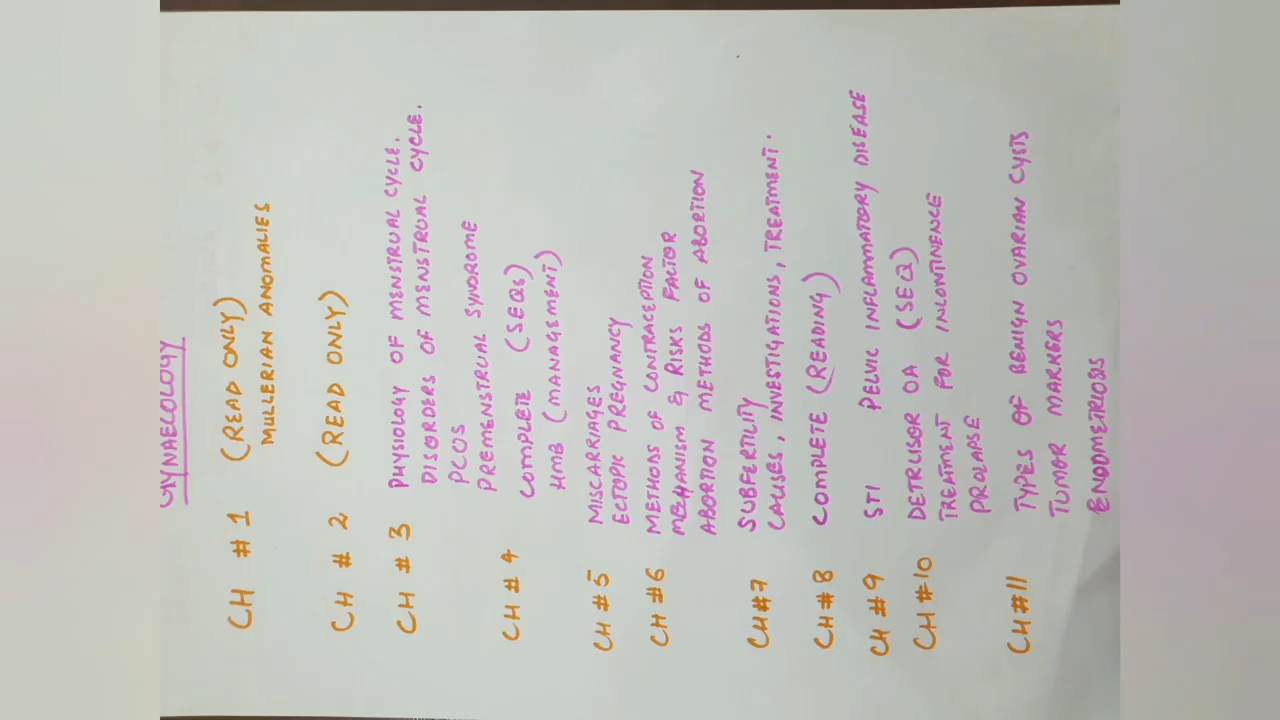 GYNAECOLOGY
CH # 1 (READ ONLY)
MULLERIAN ANOMALIES
CH # 2 (READ ONLY)
CH # 3 PHYSIOLOGY OF MENSTRUAL CYCLE.
DISORDERS OF MENSTRUAL CYCLE.
PCOS
PREMENSTRUAL SYNDROME
CH # 4 COMPLETE (SEQs)
HMB (MANAGEMENT)
CH # 5 MISCARRIAGES
ECTOPIC PREGNANCY
CH # 6 METHODS OF CONTRACEPTION
MECHANISM & RISKS FACTOR
ABORTION METHODS OF ABORTION
CH # 7 SUBFERTILITY
CAUSES, INVESTIGATIONS, TREATMENT.
CH # 8 COMPLETE (READING)
CH # 9 STI PELVIC INFLAMMATORY DISEASE
CH # 10 DETRUSOR OA (SEQ)
TREATMENT FOR INCONTINENCE
PROLAPSE
CH # 11 TYPES OF BENIGN OVARIAN CYSTS
TUMOR MARKERS
ENDOMETRIOSIS